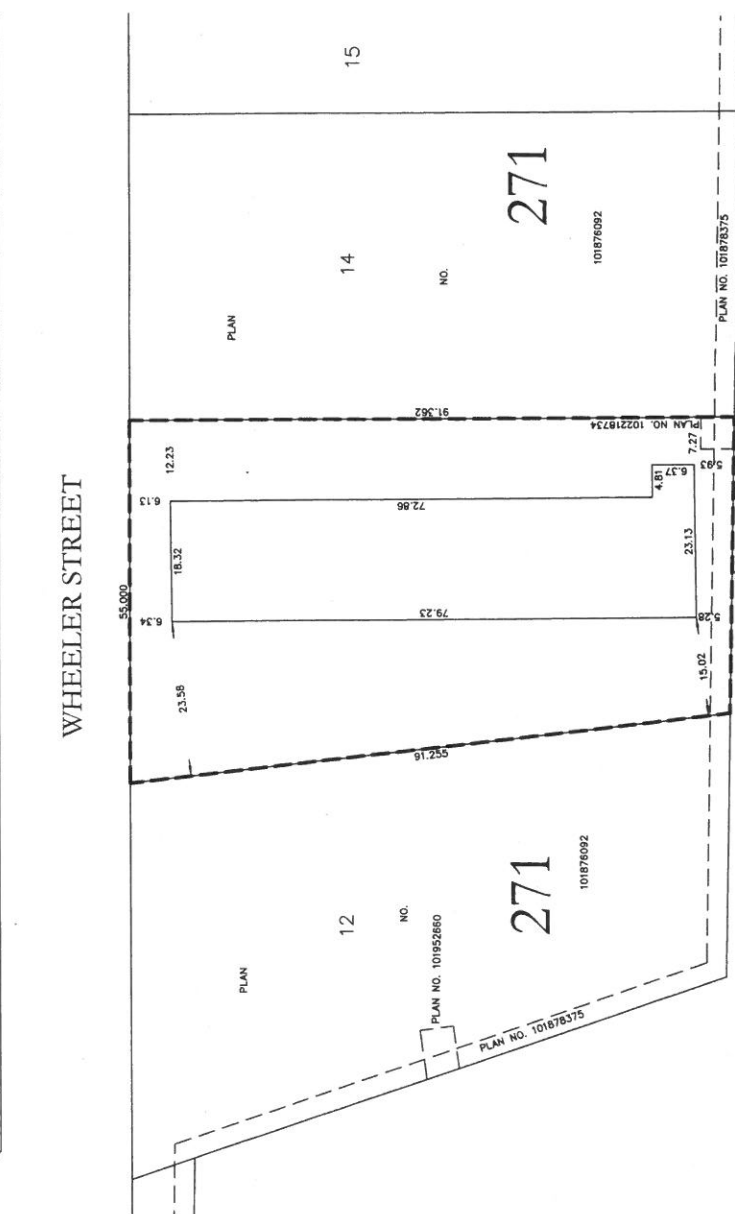 WHEELER STREET
15
14
PLAN
NO.
271
101876092
PLAN NO. 101878375
91.362
PLAN NO. 102218734
7.27
5.93
12.23
6.13
72.86
4.81
6.37
18.32
23.13
55.000
6.34
79.23
5.28
23.58
15.02
91.255
12
PLAN
NO.
271
101876092
PLAN NO. 101952660
PLAN NO. 101878375